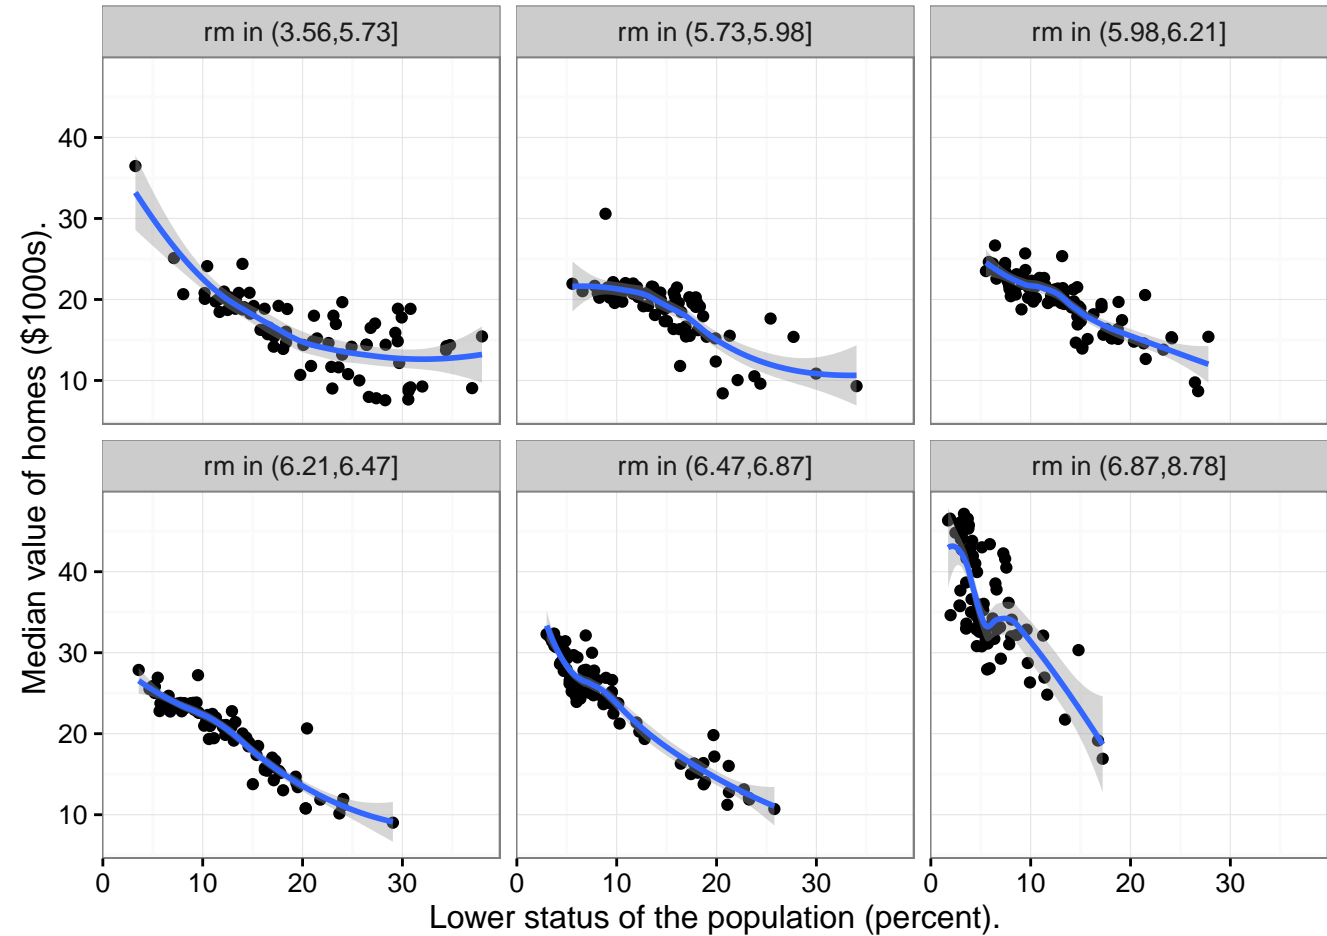 rm in (3.56,5.73]
rm in (5.73,5.98]
rm in (5.98,6.21]
40
30
20
10
rm in (6.21,6.47]
rm in (6.47,6.87]
rm in (6.87,8.78]
40
30
20
10
0 10 20 30
0 10 20 30
0 10 20 30
Median value of homes ($1000s).
Lower status of the population (percent).